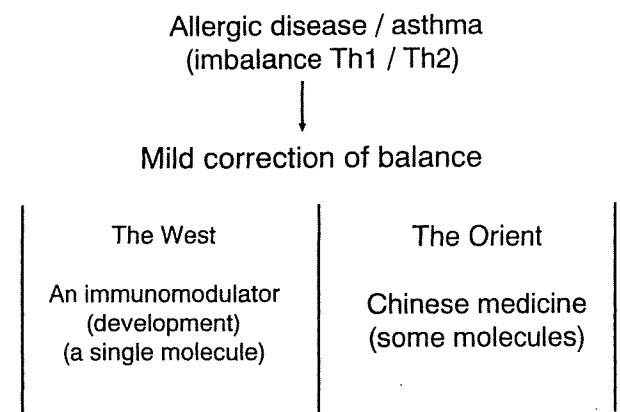 Allergic disease / asthma
(imbalance Th1 / Th2)
Mild correction of balance
The West
An immunomodulator
(development)
(a single molecule)
The Orient
Chinese medicine
(some molecules)